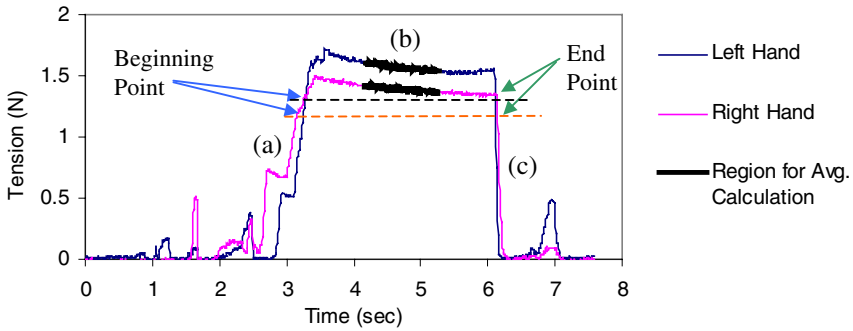 2
1.5
1
0.5
0
Tension (N)
0 1 2 3 4 5 6 7 8
Time (sec)
Beginning
Point
(a)
(b)
(c)
End
Point
Left Hand
Right Hand
Region for Avg.
Calculation